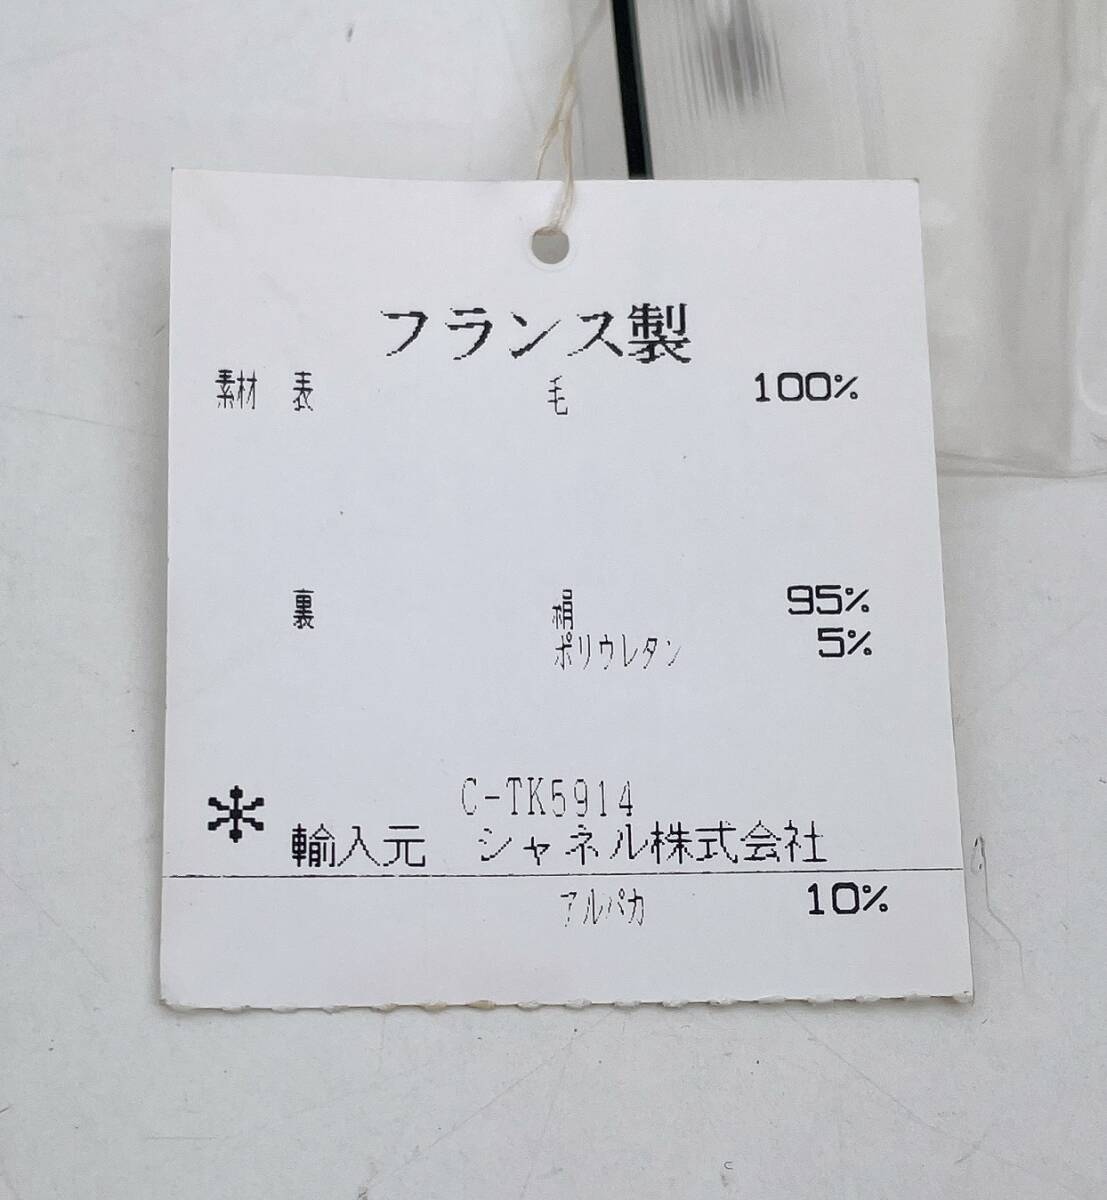 フランス製
素材 表 毛 100%
裏 絹 95%
ポリウレタン 5%
C-TK5914
＊ 輸入元 シャネル株式会社
アルパカ 10%